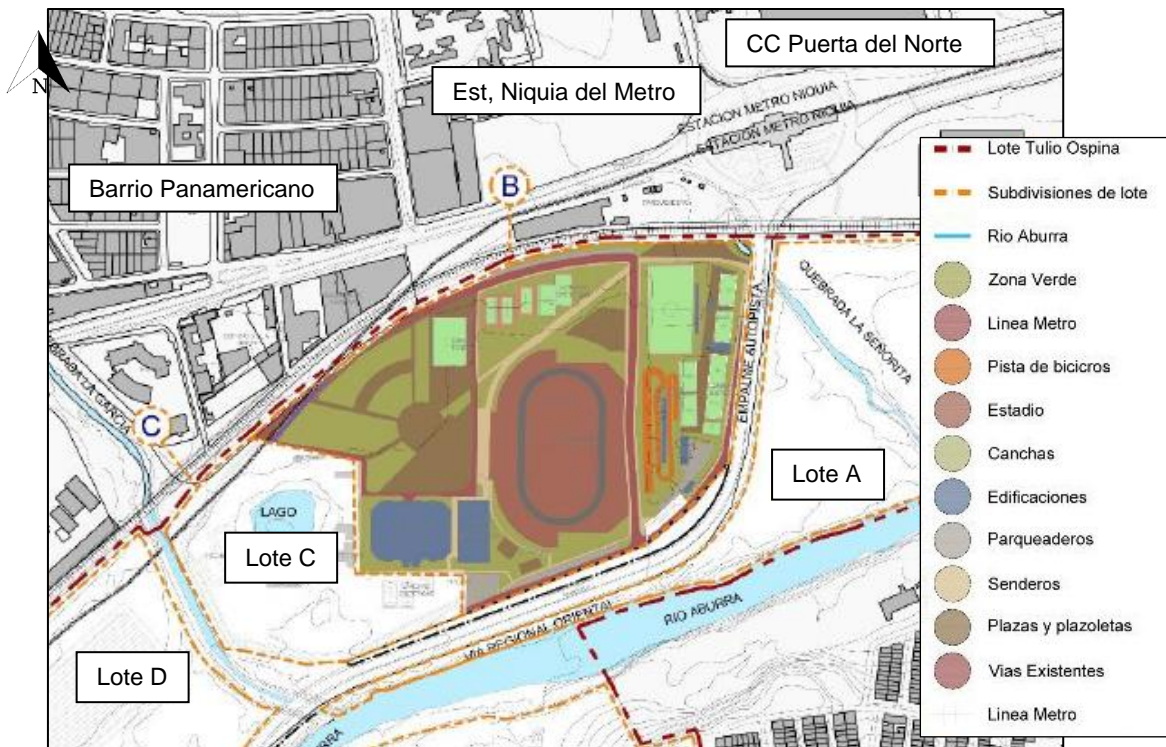 CC Puerta del Norte
N
Est, Niquia del Metro
ESTACION METRO NIQUIA
ESTACION METRO NIQUIA
Barrio Panamericano
B
C
QUEBRADA LA SEÑORITA
EMPALME AUTOPISTA
LAGO
Lote C
Lote A
Lote D
VIA REGIONAL ORIENTAL
RIO ABURRA
Lote Tulio Ospina
Subdivisiones de lote
Rio Aburra
Zona Verde
Linea Metro
Pista de bicicros
Estadio
Canchas
Edificaciones
Parqueaderos
Senderos
Plazas y plazoletas
Vias Existentes
Linea Metro